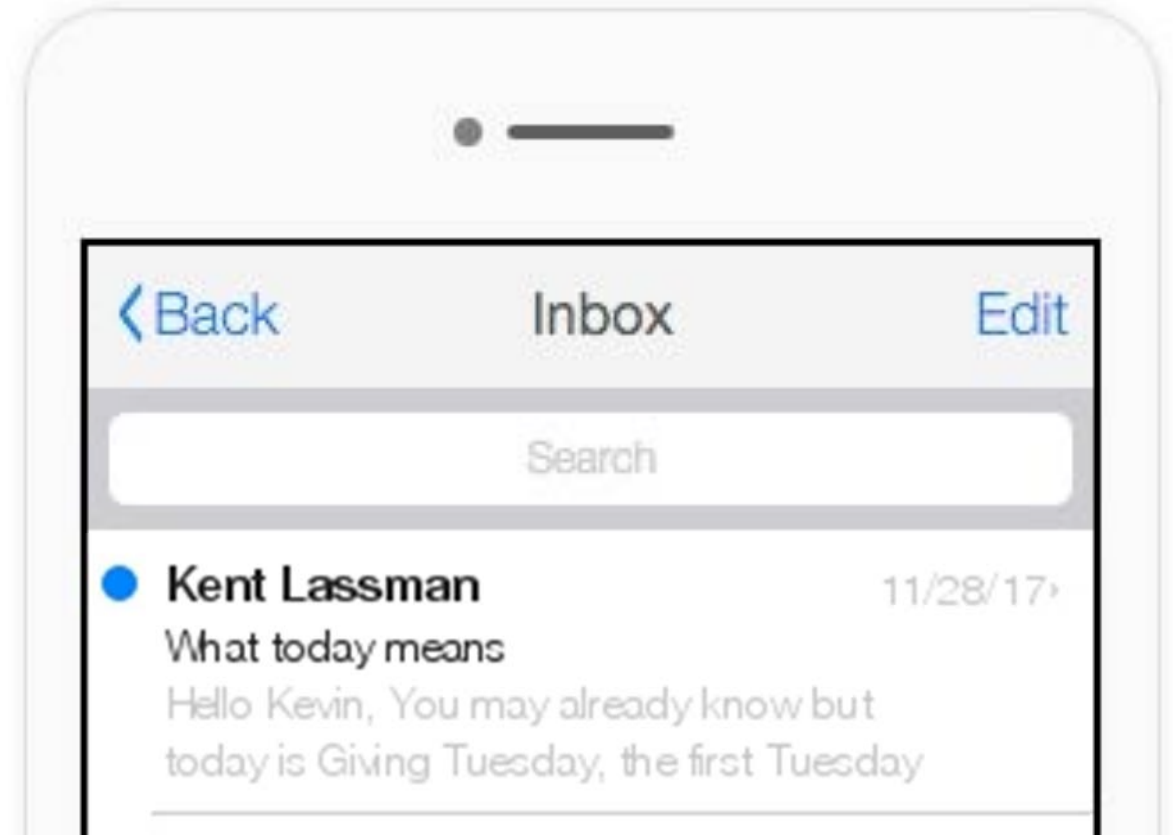 Back Inbox Edit
Search
Kent Lassman 11/28/17
What today means
Hello Kevin, You may already know but
today is Giving Tuesday, the first Tuesday